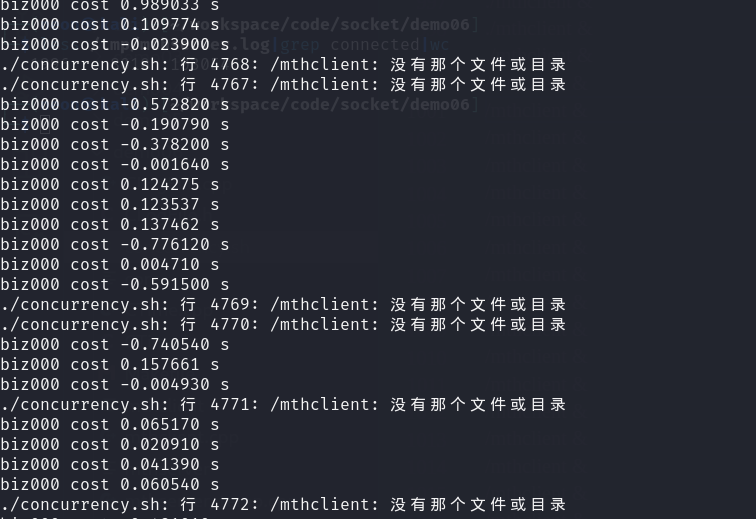 biz000 cost 0.989033 s
biz000 cost 0.109774 s
biz000 cost -0.023900 s
./concurrency.sh: 行 4768: /mthclient: 没有那个文件或目录
./concurrency.sh: 行 4767: /mthclient: 没有那个文件或目录
biz000 cost -0.572820 s
biz000 cost -0.190790 s
biz000 cost -0.378200 s
biz000 cost -0.001640 s
biz000 cost 0.124275 s
biz000 cost 0.123537 s
biz000 cost 0.137462 s
biz000 cost -0.776120 s
biz000 cost 0.004710 s
biz000 cost -0.591500 s
./concurrency.sh: 行 4769: /mthclient: 没有那个文件或目录
./concurrency.sh: 行 4770: /mthclient: 没有那个文件或目录
biz000 cost -0.740540 s
biz000 cost 0.157661 s
biz000 cost -0.004930 s
./concurrency.sh: 行 4771: /mthclient: 没有那个文件或目录
biz000 cost 0.065170 s
biz000 cost 0.020910 s
biz000 cost 0.041390 s
biz000 cost 0.060540 s
./concurrency.sh: 行 4772: /mthclient: 没有那个文件或目录